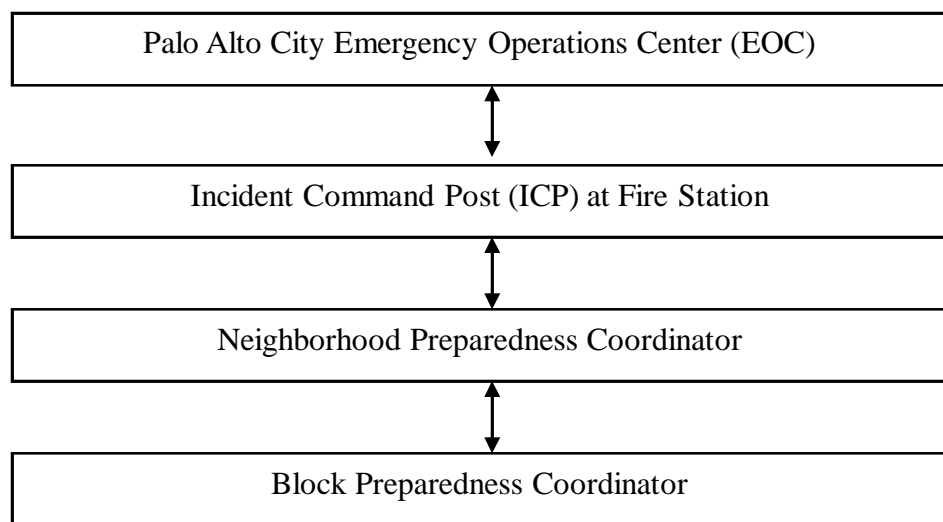 Palo Alto City Emergency Operations Center (EOC)
Incident Command Post (ICP) at Fire Station
Neighborhood Preparedness Coordinator
Block Preparedness Coordinator